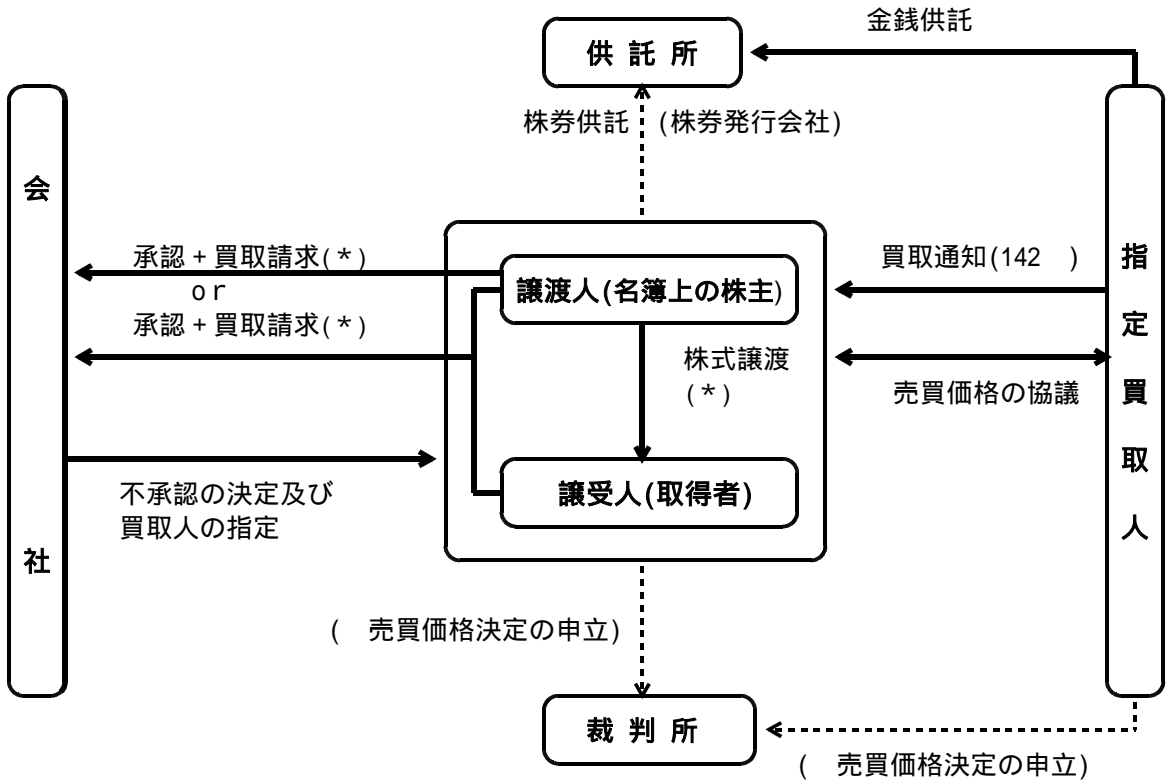 金銭供託
供 託 所
株券供託 (株券発行会社)
会社
承認+買取請求(*)
or
承認+買取請求(*)
譲渡人(名簿上の株主)
買取通知(142　)
指定買取人
株式譲渡
(*)
売買価格の協議
譲受人(取得者)
不承認の決定及び
買取人の指定
(　売買価格決定の申立)
裁 判 所
(　売買価格決定の申立)